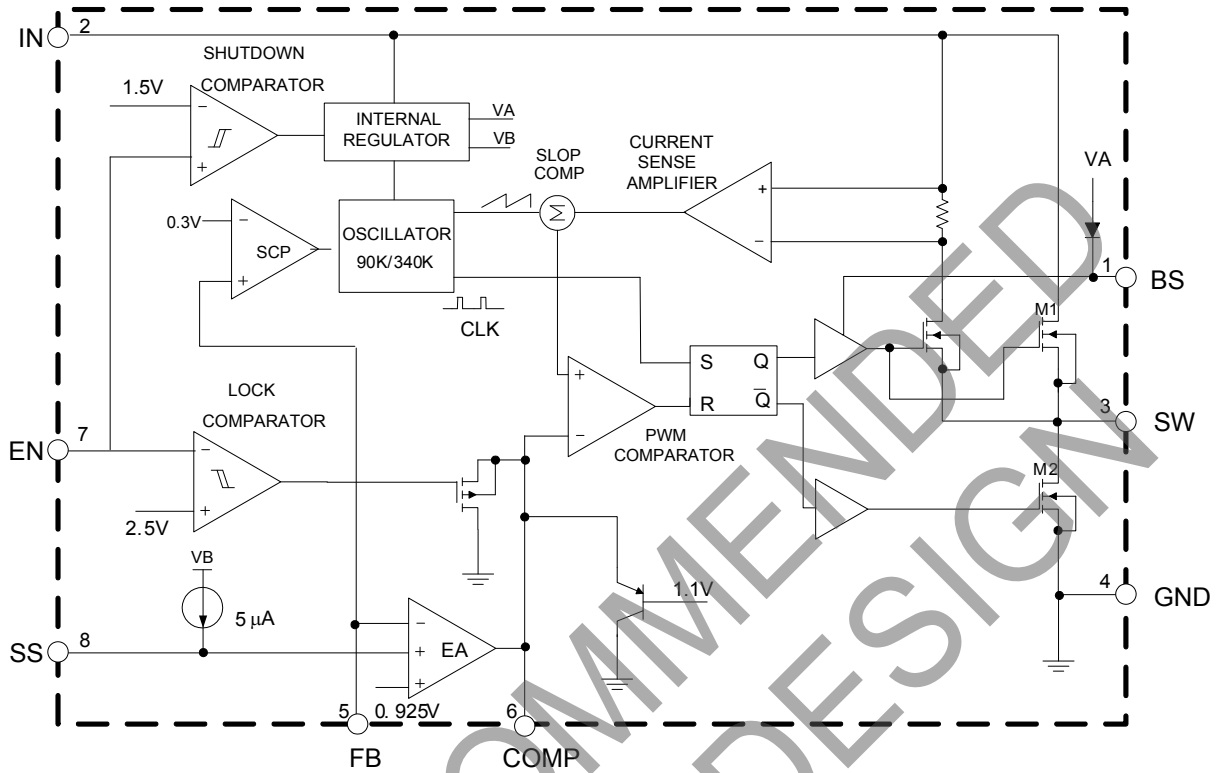 IN
2
SHUTDOWN
COMPARATOR
1.5V
−
+
INTERNAL
REGULATOR
VA
VB
SLOP
COMP
Σ
CURRENT
SENSE
AMPLIFIER
+
−
VA
1
BS
0.3V
−
+
SCP
OSCILLATOR
90K/340K
CLK
M1
S
Q
R
Q̅
+
−
PWM
COMPARATOR
3
SW
LOCK
COMPARATOR
EN
7
−
+
2.5V
M2
VB
5 µA
1.1V
4
GND
SS
8
−
+
+
EA
0.925V
5
FB
6
COMP
OMMENDED
DESIGN